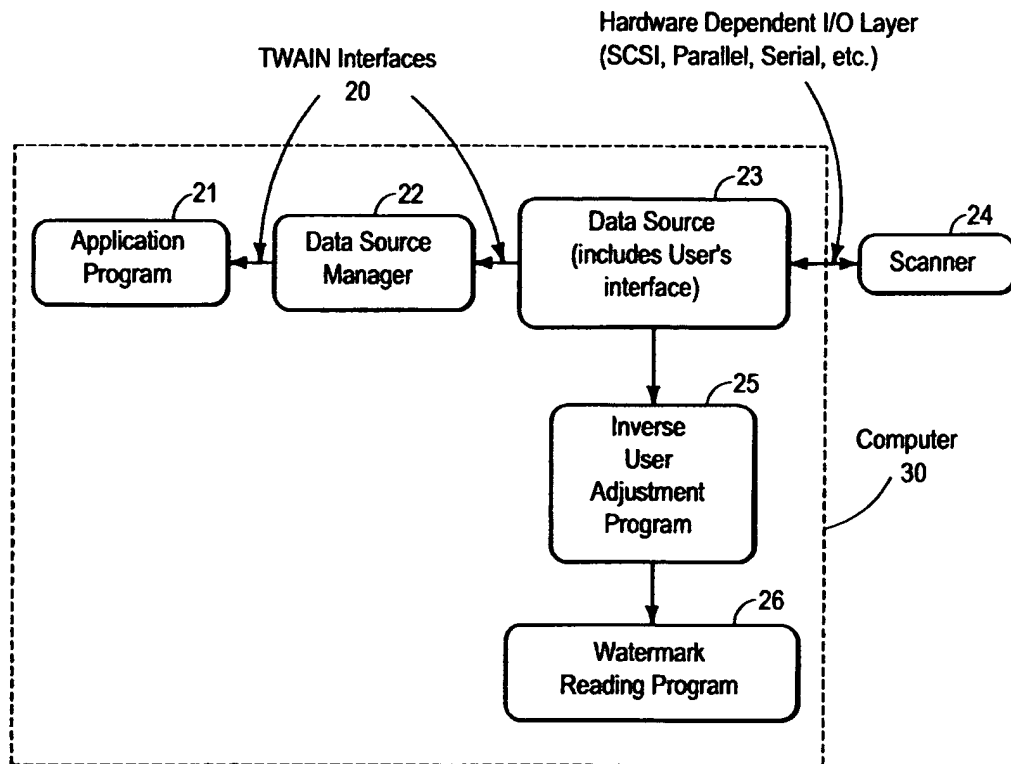 Hardware Dependent I/O Layer
(SCSI, Parallel, Serial, etc.)
TWAIN Interfaces
20
21
Application
Program
22
Data Source
Manager
23
Data Source
(includes User's
interface)
24
Scanner
25
Inverse
User
Adjustment
Program
Computer
30
26
Watermark
Reading Program